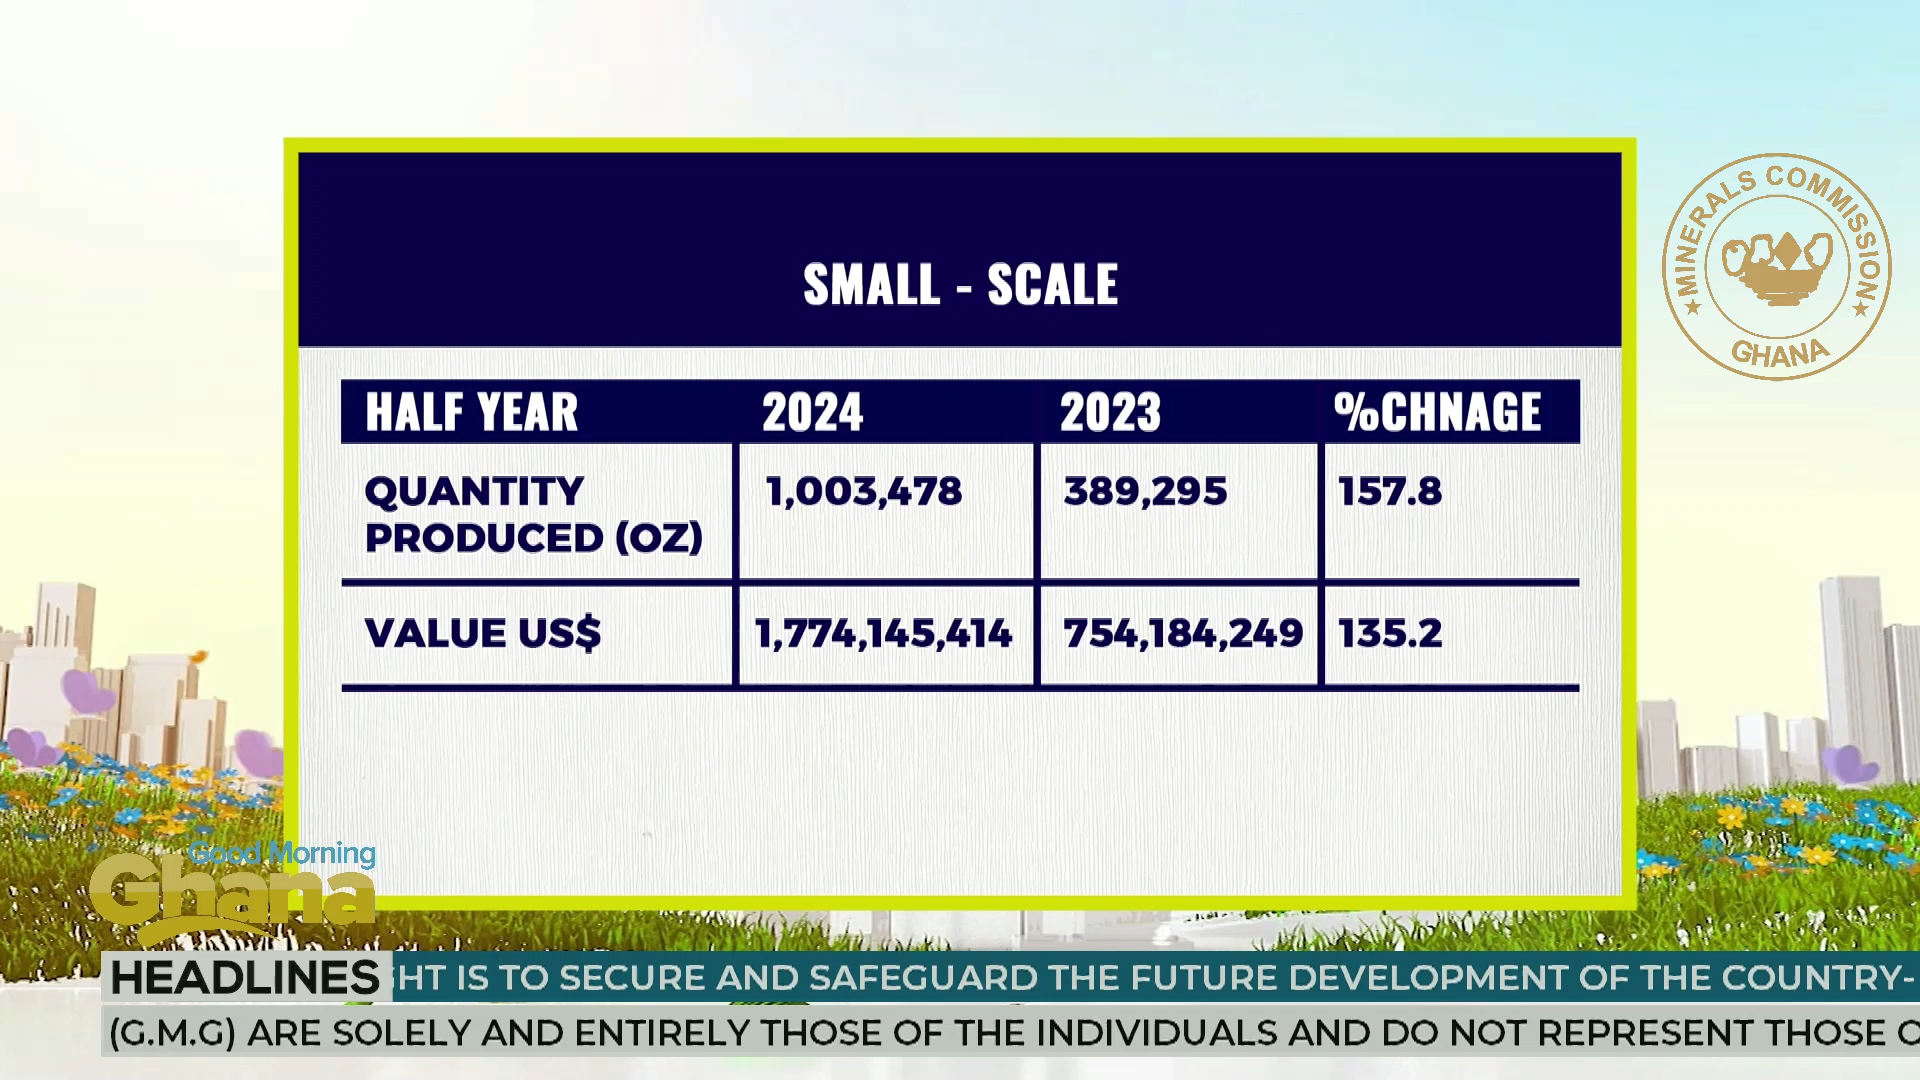 SMALL - SCALE
MINERALS COMMISSION
GHANA
HALF YEAR 2024 2023 %CHNAGE
QUANTITY PRODUCED (OZ) 1,003,478 389,295 157.8
VALUE US$ 1,774,145,414 754,184,249 135.2
Good Morning
Ghana
HEADLINES IS TO SECURE AND SAFEGUARD THE FUTURE DEVELOPMENT OF THE COUNTRY-
(G.M.G) ARE SOLELY AND ENTIRELY THOSE OF THE INDIVIDUALS AND DO NOT REPRESENT THOSE